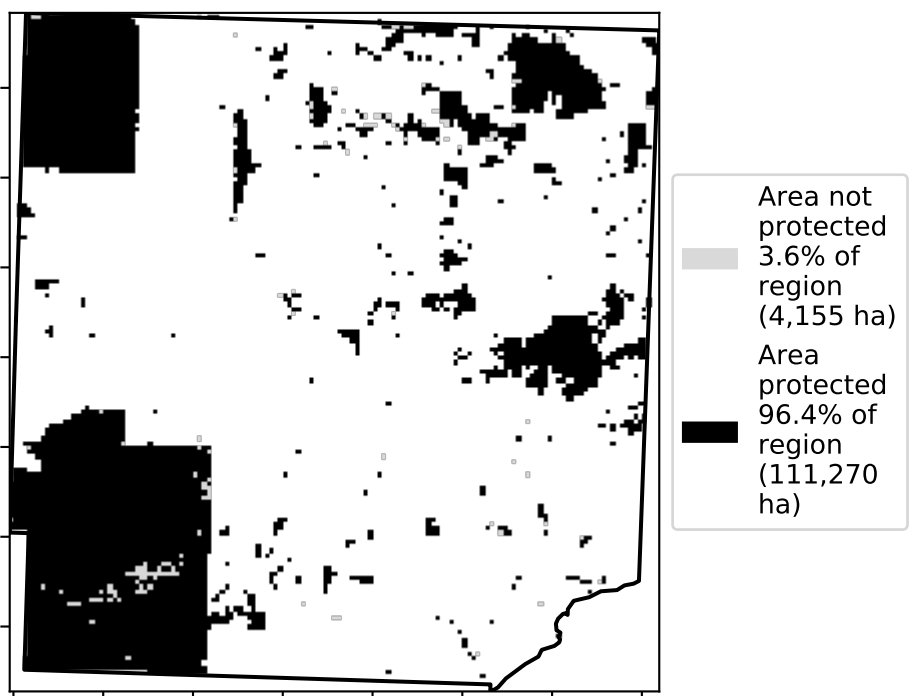 Area not
protected
3.6% of
region
(4,155 ha)
Area
protected
96.4% of
region
(111,270
ha)